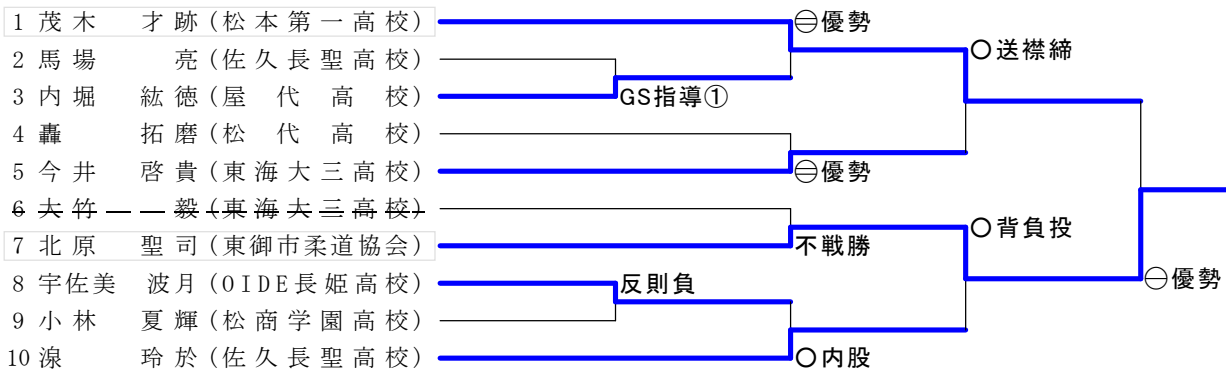 1 茂木 才跡 (松本第一高校)
㊀優勢
2 馬場 亮 (佐久長聖高校)
〇送襟締
3 内堀 紘徳 (屋代高校)
GS指導①
4 轟 拓磨 (松代高校)
5 今井 啓貴 (東海大三高校)
㊀優勢
6 大竹 毅 (東海大三高校)
7 北原 聖司 (東御市柔道協会)
不戦勝
〇背負投
8 宇佐美 波月 (OIDE長姫高校)
反則負
㊀優勢
9 小林 夏輝 (松商学園高校)
10 湶 玲於 (佐久長聖高校)
〇内股